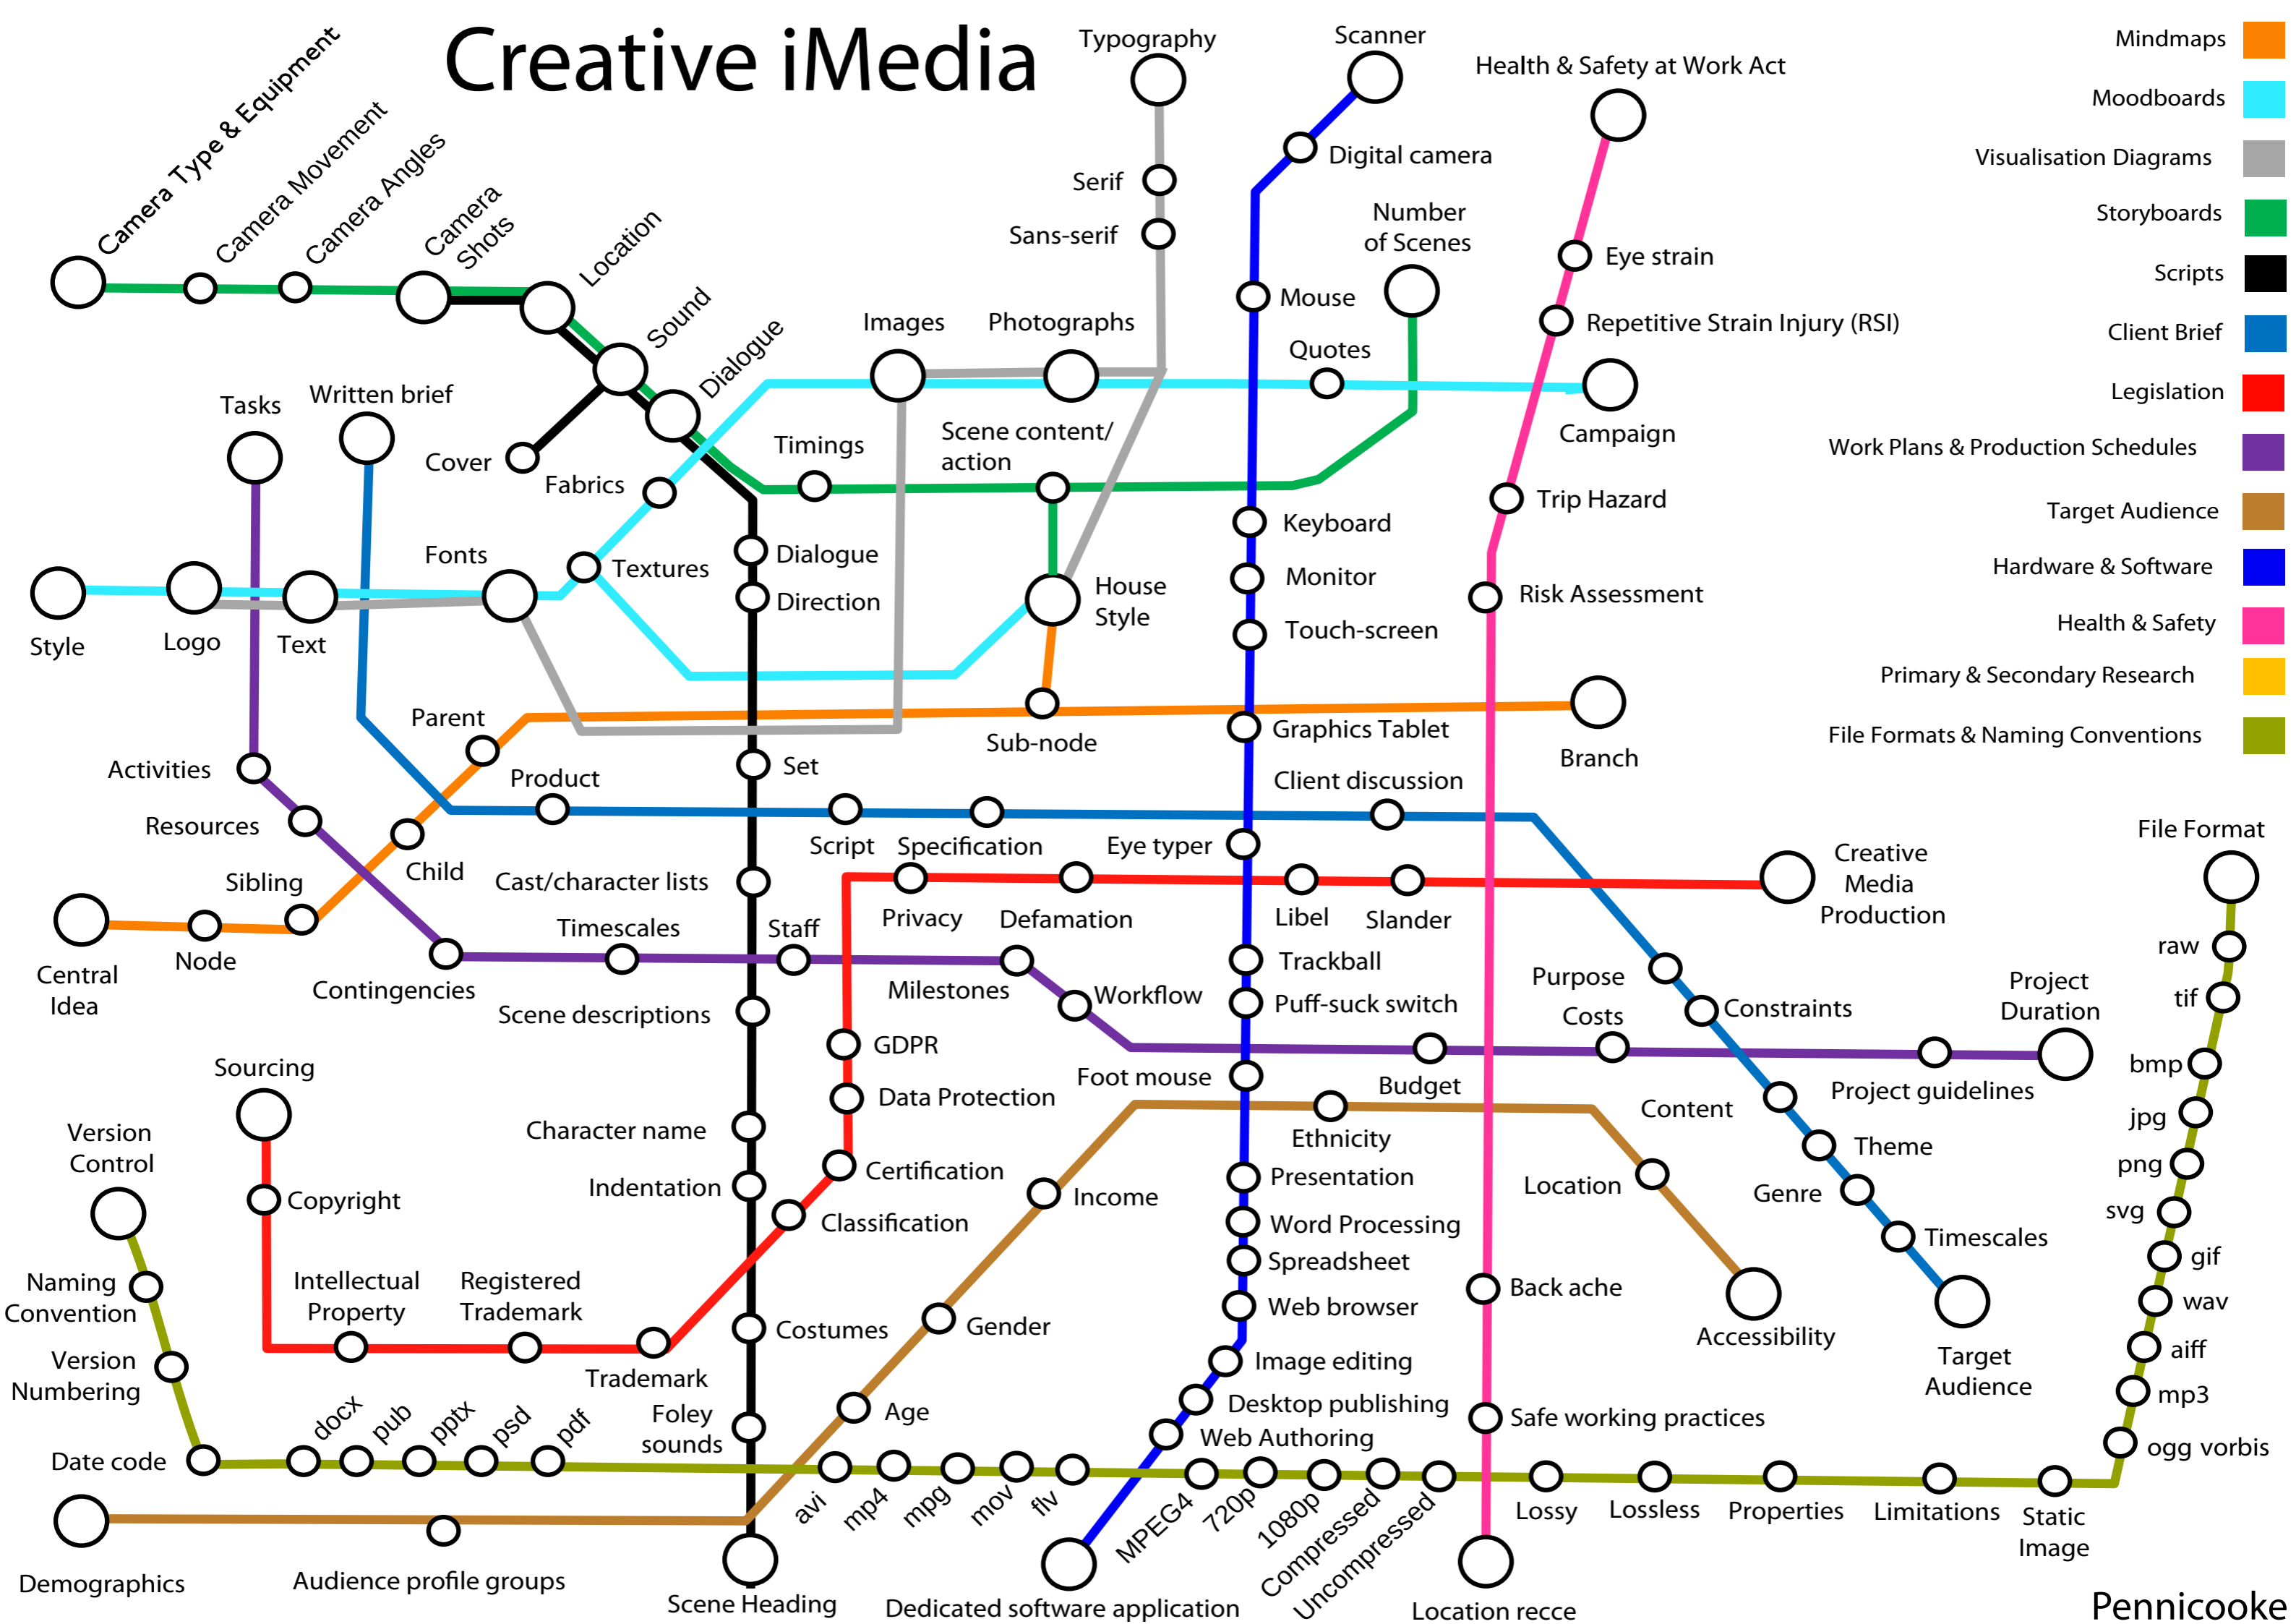 Creative iMedia
Typography
Scanner
Health & Safety at Work Act
Mindmaps
Moodboards
Visualisation Diagrams
Storyboards
Scripts
Client Brief
Legislation
Work Plans & Production Schedules
Target Audience
Hardware & Software
Health & Safety
Primary & Secondary Research
File Formats & Naming Conventions
Camera Type & Equipment
Camera Movement
Camera Angles
Camera
Shots
Location
Sound
Dialogue
Digital camera
Serif
Sans-serif
Number
of Scenes
Eye strain
Mouse
Repetitive Strain Injury (RSI)
Images
Photographs
Quotes
Campaign
Tasks
Written brief
Cover
Fabrics
Timings
Scene content/
action
Trip Hazard
Keyboard
Fonts
Textures
Dialogue
Direction
Monitor
House
Style
Risk Assessment
Touch-screen
Style
Logo
Text
Parent
Sub-node
Graphics Tablet
Branch
Activities
Product
Set
Client discussion
Resources
Child
Script
Specification
Eye typer
File Format
Sibling
Cast/character lists
Privacy
Defamation
Libel
Slander
Creative
Media
Production
Central
Idea
Node
Contingencies
Timescales
Staff
Milestones
Workflow
Trackball
Puff-suck switch
Purpose
Constraints
Costs
Project
Duration
raw
tif
Scene descriptions
GDPR
Data Protection
Foot mouse
Budget
Project guidelines
bmp
jpg
png
svg
gif
wav
aiff
mp3
ogg vorbis
Sourcing
Version
Control
Copyright
Character name
Indentation
Certification
Classification
Income
Ethnicity
Content
Theme
Location
Genre
Timescales
Presentation
Word Processing
Spreadsheet
Web browser
Back ache
Accessibility
Target
Audience
Naming
Convention
Version
Numbering
Intellectual
Property
Registered
Trademark
Trademark
Costumes
Gender
Image editing
Desktop publishing
Web Authoring
Safe working practices
Age
Foley
sounds
Date code
docx
pub
pptx
psd
pdf
avi
mp4
mpg
mov
flv
MPEG4
720p
1080p
Compressed
Uncompressed
Lossy
Lossless
Properties
Limitations
Static
Image
Demographics
Audience profile groups
Scene Heading
Dedicated software application
Location recce
Pennicooke